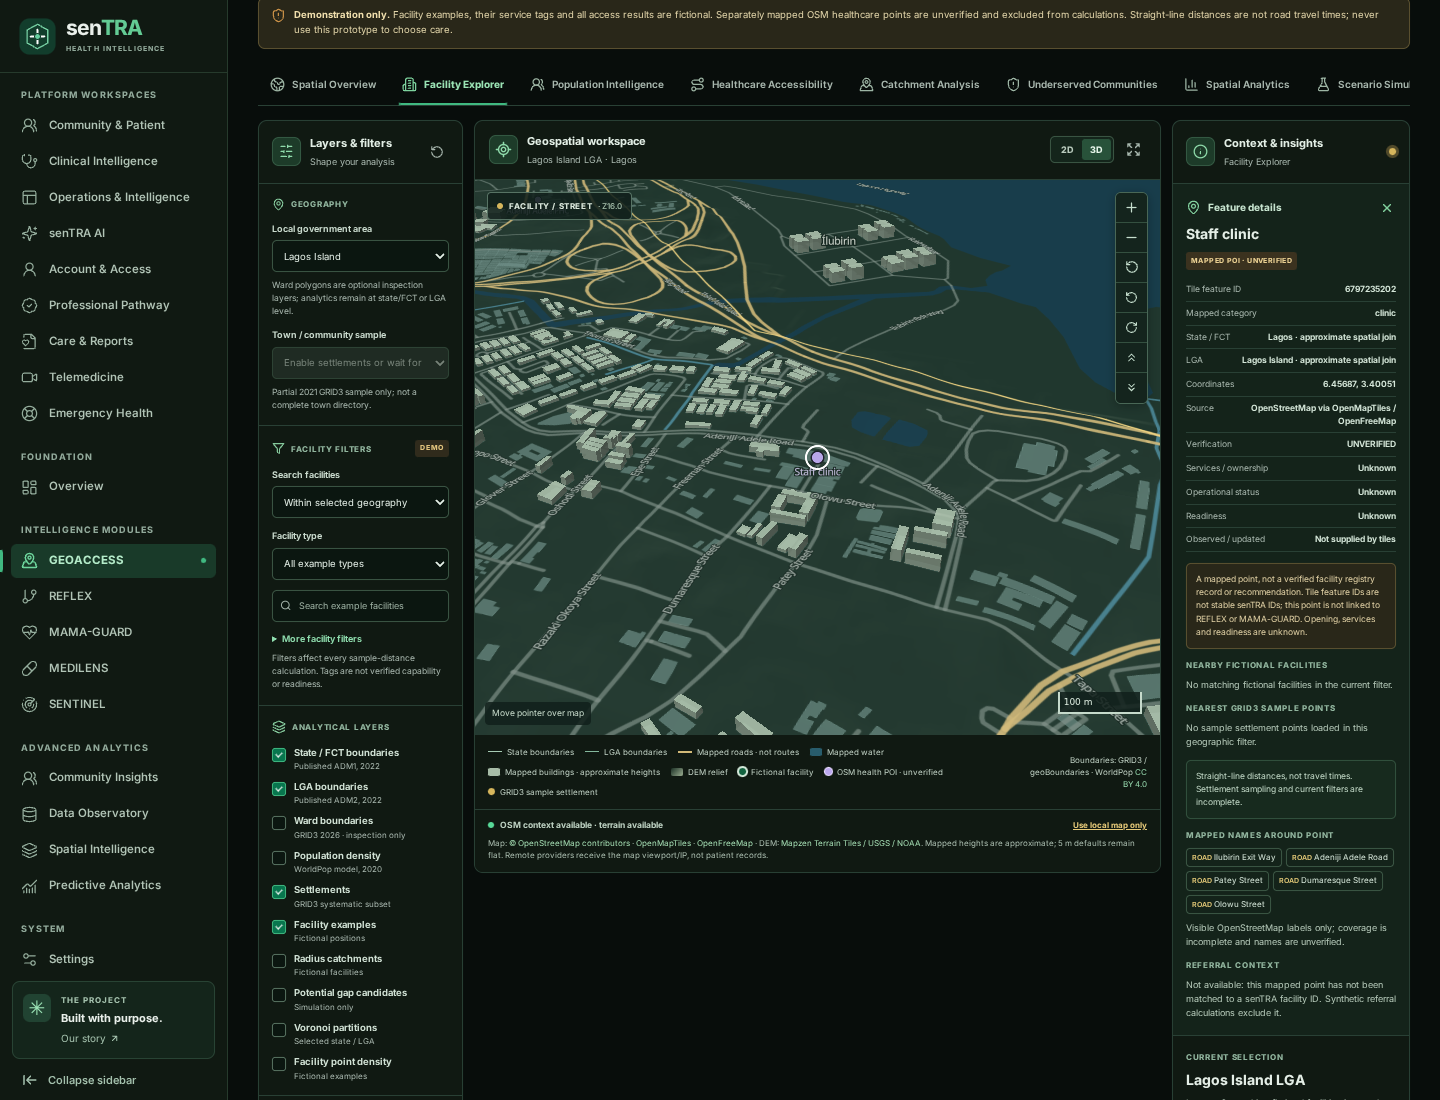 senTRA
HEALTH INTELLIGENCE
PLATFORM WORKSPACES
Community & Patient
Clinical Intelligence
Operations & Intelligence
senTRA AI
Account & Access
Professional Pathway
Care & Reports
Telemedicine
Emergency Health
FOUNDATION
Overview
INTELLIGENCE MODULES
GEOACCESS
REFLEX
MAMA-GUARD
MEDILENS
SENTINEL
ADVANCED ANALYTICS
Community Insights
Data Observatory
Spatial Intelligence
Predictive Analytics
SYSTEM
Settings
THE PROJECT
Built with purpose.
Our story ↗
Collapse sidebar
Demonstration only. Facility examples, their service tags and all access results are fictional. Separately mapped OSM healthcare points are unverified and excluded from calculations. Straight-line distances are not road travel times; never
use this prototype to choose care.
Spatial Overview
Facility Explorer
Population Intelligence
Healthcare Accessibility
Catchment Analysis
Underserved Communities
Spatial Analytics
Scenario Simul
Layers & filters
Shape your analysis
GEOGRAPHY
Local government area
Lagos Island
Ward polygons are optional inspection
layers; analytics remain at state/FCT or LGA
level.
Town / community sample
Enable settlements or wait for
Partial 2021 GRID3 sample only; not a
complete town directory.
FACILITY FILTERS
DEMO
Search facilities
Within selected geography
Facility type
All example types
Search example facilities
More facility filters
Filters affect every sample-distance
calculation. Tags are not verified capability
or readiness.
ANALYTICAL LAYERS
State / FCT boundaries
Published ADM1, 2022
LGA boundaries
Published ADM2, 2022
Ward boundaries
GRID3 2026 · inspection only
Population density
WorldPop model, 2020
Settlements
GRID3 systematic subset
Facility examples
Fictional positions
Radius catchments
Fictional facilities
Potential gap candidates
Simulation only
Voronoi partitions
Selected state / LGA
Facility point density
Fictional examples
Geospatial workspace
Lagos Island LGA · Lagos
2D
3D
FACILITY / STREET · Z16.0
Ilubirin
Adeniji Adele Road
Staff clinic
Olowu Street
Adeniji Adele Road
Freeman Street
Oshodi Street
Glover Street
Dumaresque Street
Patey Street
Razaki Okoya Street
100 m
Move pointer over map
State boundaries
LGA boundaries
Mapped roads · not routes
Mapped water
Mapped buildings · approximate heights
DEM relief
Fictional facility
OSM health POI · unverified
GRID3 sample settlement
Boundaries: GRID3 /
geoBoundaries · WorldPop CC
BY 4.0
OSM context available · terrain available
Use local map only
Map: © OpenStreetMap contributors · OpenMapTiles · OpenFreeMap · DEM: Mapzen Terrain Tiles / USGS / NOAA. Mapped heights are approximate; 5 m defaults remain
flat. Remote providers receive the map viewport/IP, not patient records.
Context & insights
Facility Explorer
Feature details
Staff clinic
MAPPED POI · UNVERIFIED
Tile feature ID 6797235202
Mapped category clinic
State / FCT Lagos · approximate spatial join
LGA Lagos Island · approximate spatial join
Coordinates 6.45687, 3.40051
Source OpenStreetMap via OpenMapTiles /
OpenFreeMap
Verification UNVERIFIED
Services / ownership Unknown
Operational status Unknown
Readiness Unknown
Observed / updated Not supplied by tiles
A mapped point, not a verified facility registry
record or recommendation. Tile feature IDs are
not stable senTRA IDs; this point is not linked to
REFLEX or MAMA-GUARD. Opening, services
and readiness are unknown.
NEARBY FICTIONAL FACILITIES
No matching fictional facilities in the current filter.
NEAREST GRID3 SAMPLE POINTS
No sample settlement points loaded in this
geographic filter.
Straight-line distances, not travel times.
Settlement sampling and current filters are
incomplete.
MAPPED NAMES AROUND POINT
ROAD Ilubirin Exit Way
ROAD Adeniji Adele Road
ROAD Patey Street
ROAD Dumaresque Street
ROAD Olowu Street
Visible OpenStreetMap labels only; coverage is
incomplete and names are unverified.
REFERRAL CONTEXT
Not available: this mapped point has not been
matched to a senTRA facility ID. Synthetic referral
calculations exclude it.
CURRENT SELECTION
Lagos Island LGA